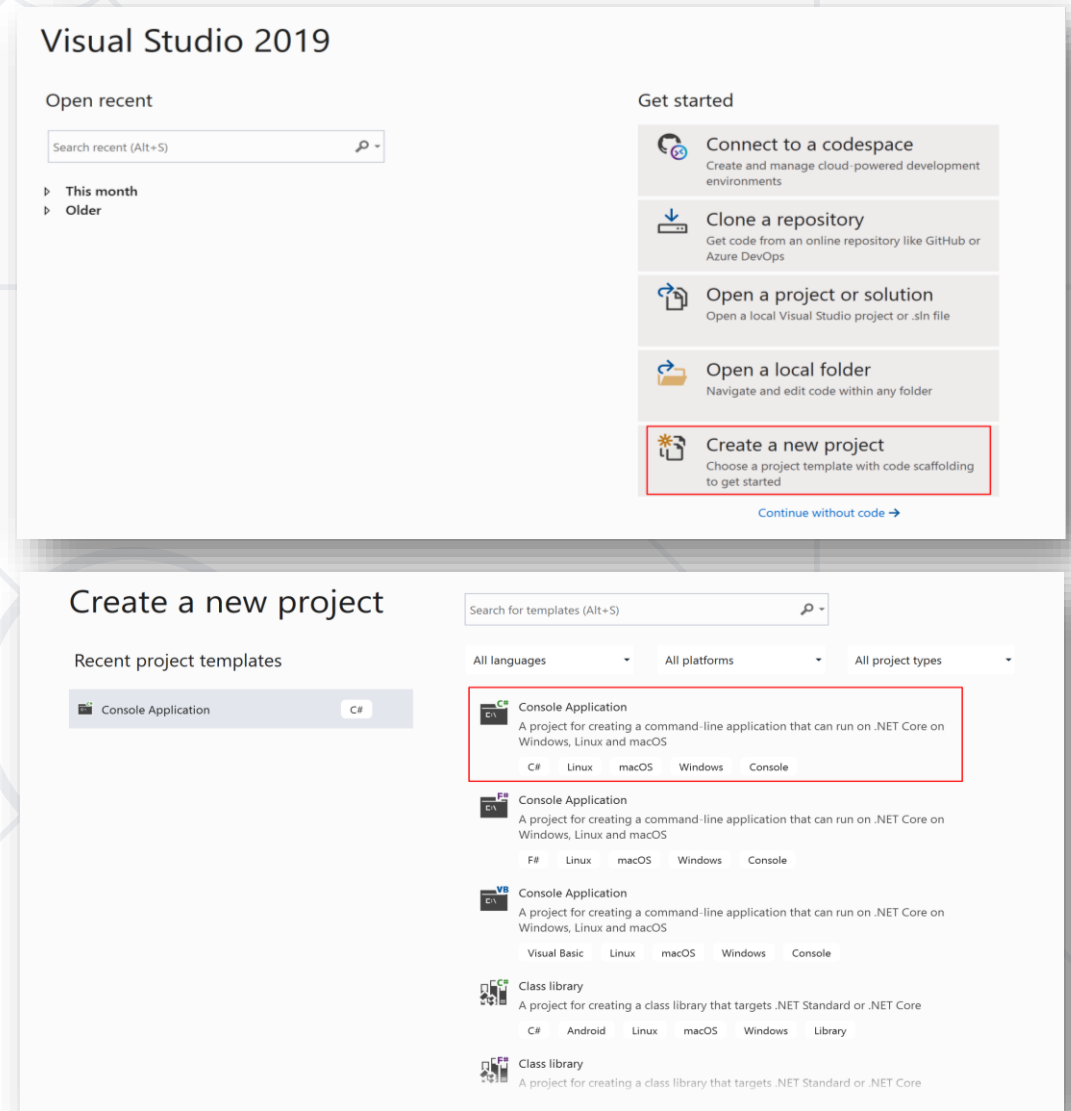 Visual Studio 2019
Open recent
Search recent (Alt+S)
This month
Older
Get started
Connect to a codespace
Create and manage cloud-powered development
environments
Clone a repository
Get code from an online repository like GitHub or
Azure DevOps
Open a project or solution
Open a local Visual Studio project or .sln file
Open a local folder
Navigate and edit code within any folder
Create a new project
Choose a project template with code scaffolding
to get started
Continue without code →
Create a new project
Recent project templates
Console Application C#
Search for templates (Alt+S)
All languages All platforms All project types
C#
C:\
Console Application
A project for creating a command-line application that can run on .NET Core on
Windows, Linux and macOS
C# Linux macOS Windows Console
F#
C:\
Console Application
A project for creating a command-line application that can run on .NET Core on
Windows, Linux and macOS
F# Linux macOS Windows Console
VB
C:\
Console Application
A project for creating a command-line application that can run on .NET Core on
Windows, Linux and macOS
Visual Basic Linux macOS Windows Console
C#
Class library
A project for creating a class library that targets .NET Standard or .NET Core
C# Android Linux macOS Windows Library
F#
Class library
A project for creating a class library that targets .NET Standard or .NET Core